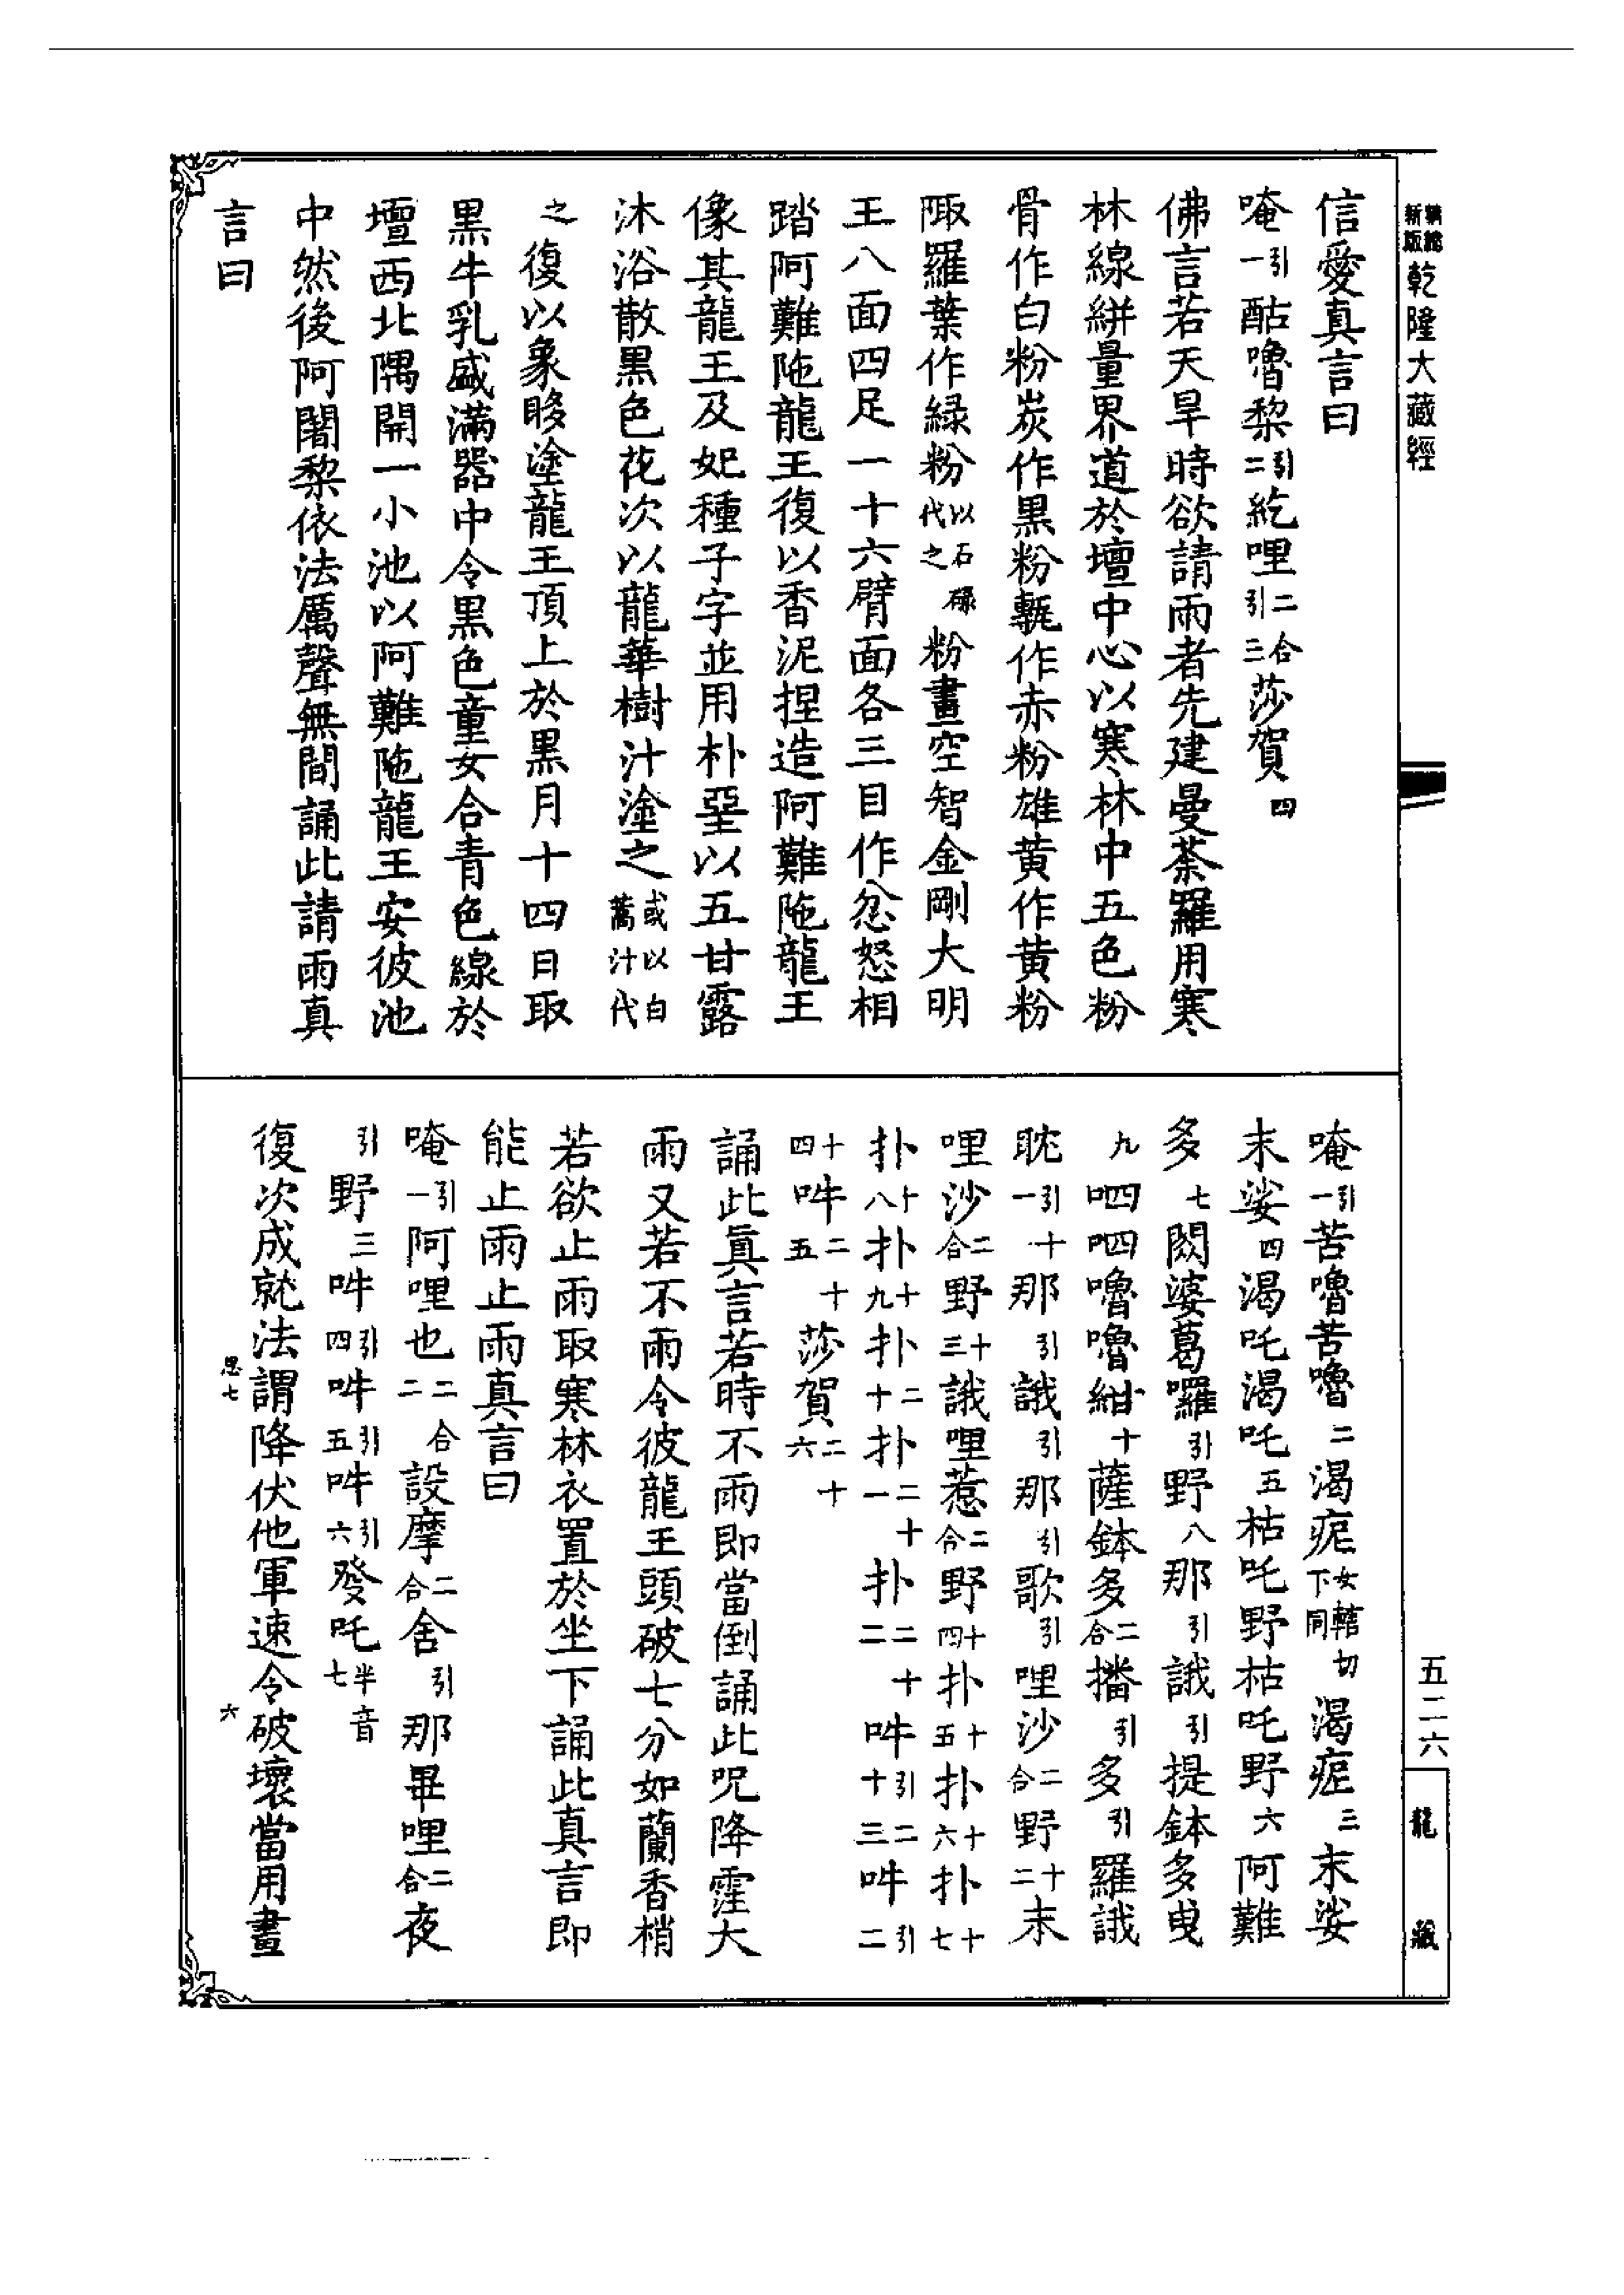 乾隆大藏經
信愛真言曰
唵引一酤嚕黎引二紇哩二合引三莎賀四
佛言若天旱時欲請雨者先建曼荼羅用寒
林線絣量界道於壇中心以寒林中五色粉
骨作白粉炭作黑粉甎作赤粉雄黄作黄粉
陬羅葉作緑粉以石碌代之粉畫空智金剛大明
王八面四足一十六臂面各三目作忿怒相
踏阿難陁龍王復以香泥捏造阿難陁龍王
像其龍王及妃種子字並用朴堊以五甘露
沐浴散黑色花次以龍華樹汁塗之或以白蒿汁代
之復以象眵塗龍王頂上於黑月十四日取
黑牛乳盛滿器中令黑色童女合青色線於
壇西北隅開一小池以阿難陁龍王安彼池
中然後阿闍黎依法厲聲無間誦此請雨真
言曰
唵引一苦嚕苦嚕二渴㾕女轄切下同渴㾕三末娑
末娑四渴吒渴吒五枯吒野枯吒野六阿難
多七閦婆葛囉引野八那引誐引提鉢多曳
九呬呬嚕嚕紺十薩鉢多二合播引多引羅誐
眈引一十那引誐引那引歌引哩沙二合野十二末
哩沙二合野十三誐哩惹二合野十四扑十五扑十六扑十七
扑十八扑十九扑二十扑二十一扑二十二吽引二十三吽引二
十四吽二十五莎賀二十六
誦此真言若時不雨即當倒誦此呪降霔大
雨又若不雨令彼龍王頭破七分如蘭香梢
若欲止雨取寒林衣置於坐下誦此真言即
能止雨止雨真言曰
唵引一阿哩也二合二設摩二合舍引那畢哩二合夜
引野三吽引四吽引五吽引六癹吒半音七
復次成就法謂降伏他軍速令破壞當用畫
思七
六
五二六
龍藏